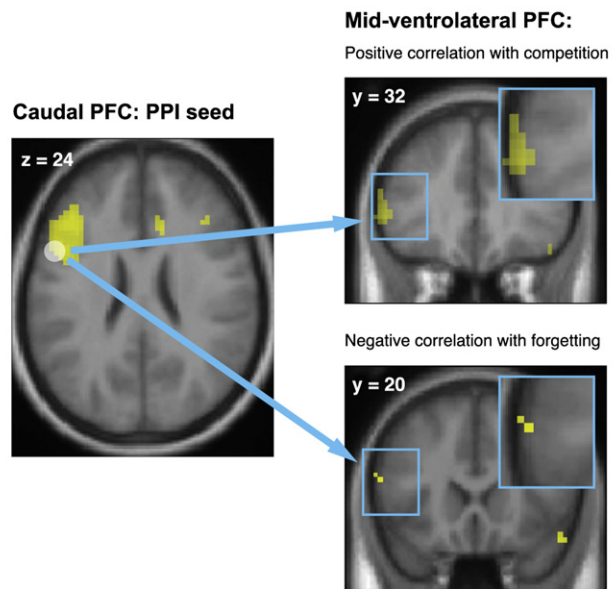 Mid-ventrolateral PFC:
Positive correlation with competition
Caudal PFC: PPI seed
y = 32
z = 24
Negative correlation with forgetting
y = 20